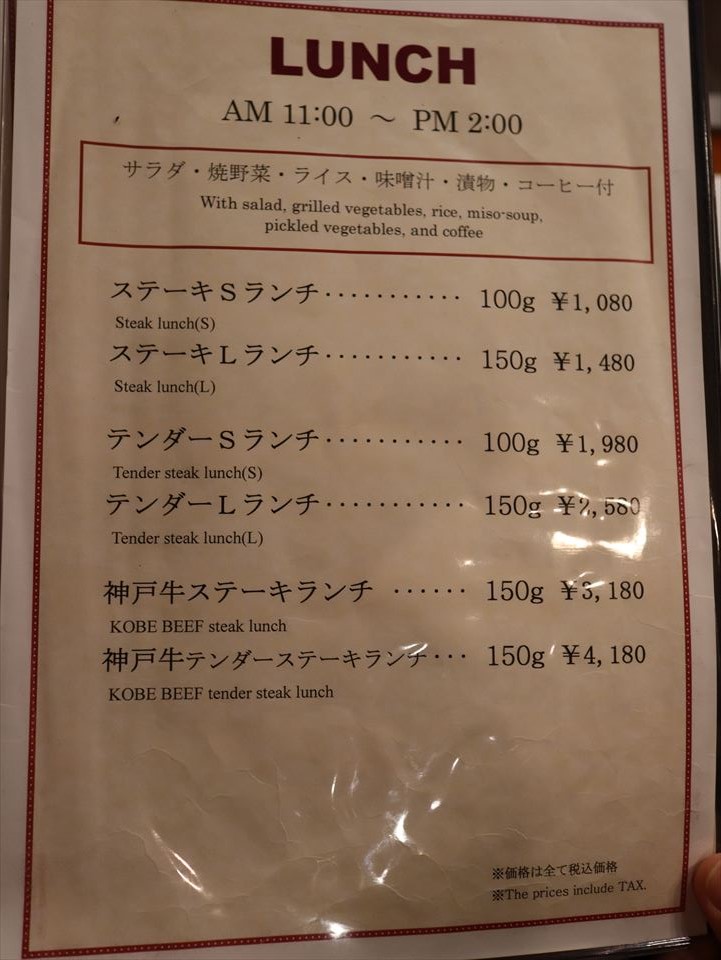 LUNCH
AM 11:00 ～ PM 2:00
サラダ・焼野菜・ライス・味噌汁・漬物・コーヒー付
With salad, grilled vegetables, rice, miso-soup,
pickled vegetables, and coffee
ステーキSランチ･･･････････ 100g ¥1,080
Steak lunch(S)
ステーキLランチ･･･････････ 150g ¥1,480
Steak lunch(L)
テンダーSランチ･･･････････ 100g ¥1,980
Tender steak lunch(S)
テンダーLランチ･･･････････ 150g ¥2,580
Tender steak lunch(L)
神戸牛ステーキランチ ･･････ 150g ¥3,180
KOBE BEEF steak lunch
神戸牛テンダーステーキランチ･･･ 150g ¥4,180
KOBE BEEF tender steak lunch
※価格は全て税込価格
※The prices include TAX.